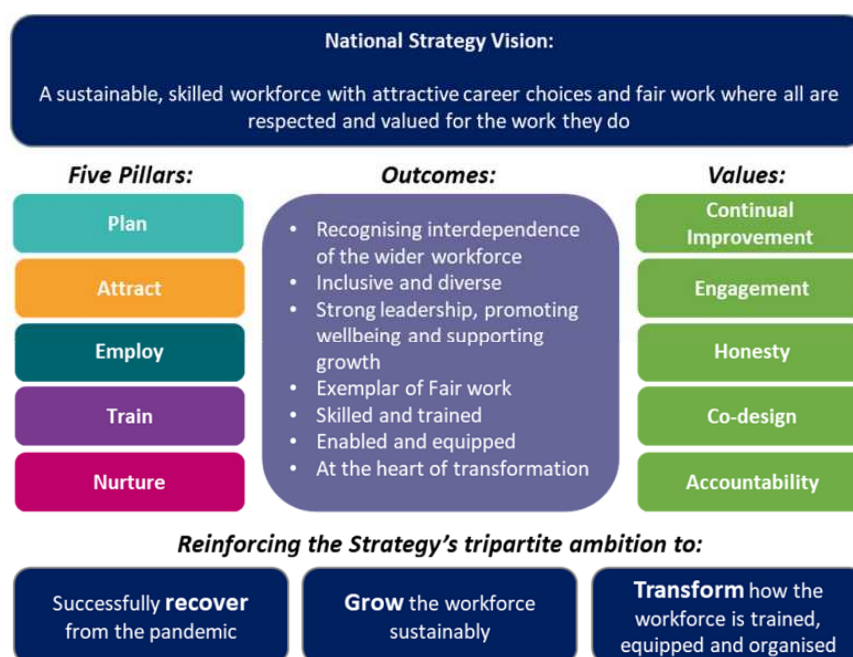 National Strategy Vision:
A sustainable, skilled workforce with attractive career choices and fair work where all are
respected and valued for the work they do
Five Pillars:
Plan
Attract
Employ
Train
Nurture
Outcomes:
• Recognising interdependence
of the wider workforce
• Inclusive and diverse
• Strong leadership, promoting
wellbeing and supporting
growth
• Exemplar of Fair work
• Skilled and trained
• Enabled and equipped
• At the heart of transformation
Values:
Continual
Improvement
Engagement
Honesty
Co-design
Accountability
Reinforcing the Strategy's tripartite ambition to:
Successfully recover
from the pandemic
Grow the workforce
sustainably
Transform how the
workforce is trained,
equipped and organised